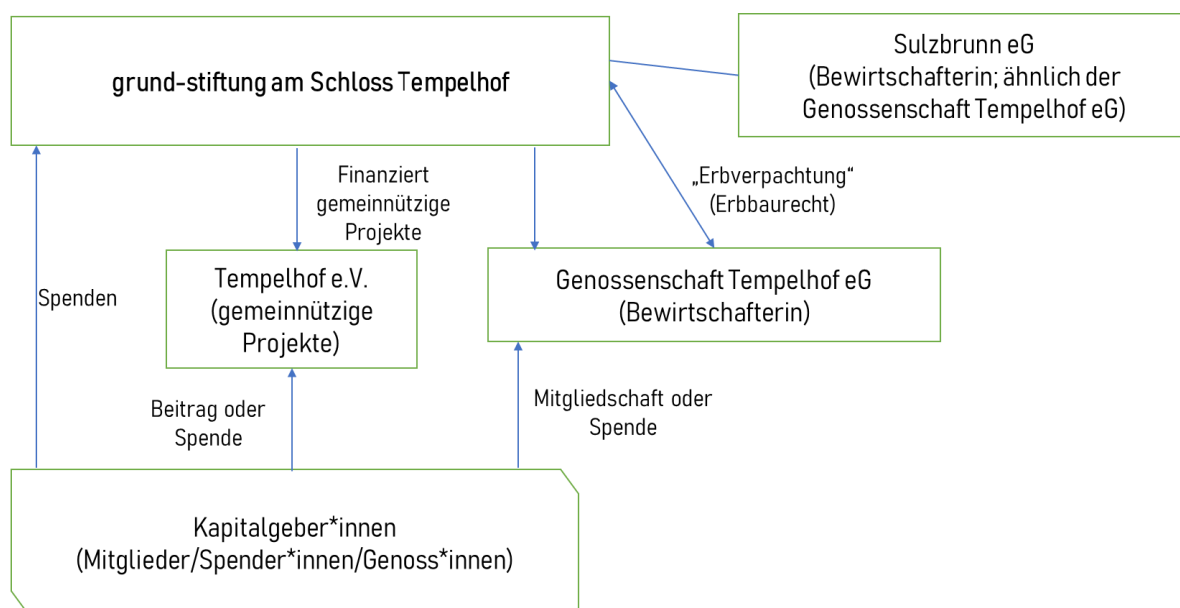 grund-stiftung am Schloss Tempelhof
Sulzbrunn eG
(Bewirtschafterin; ähnlich der
Genossenschaft Tempelhof eG)
Finanziert
gemeinnützige
Projekte
„Erbverpachtung“
(Erbbaurecht)
Spenden
Tempelhof e.V.
(gemeinnützige
Projekte)
Genossenschaft Tempelhof eG
(Bewirtschafterin)
Beitrag oder
Spende
Mitgliedschaft oder
Spende
Kapitalgeber*innen
(Mitglieder/Spender*innen/Genoss*innen)